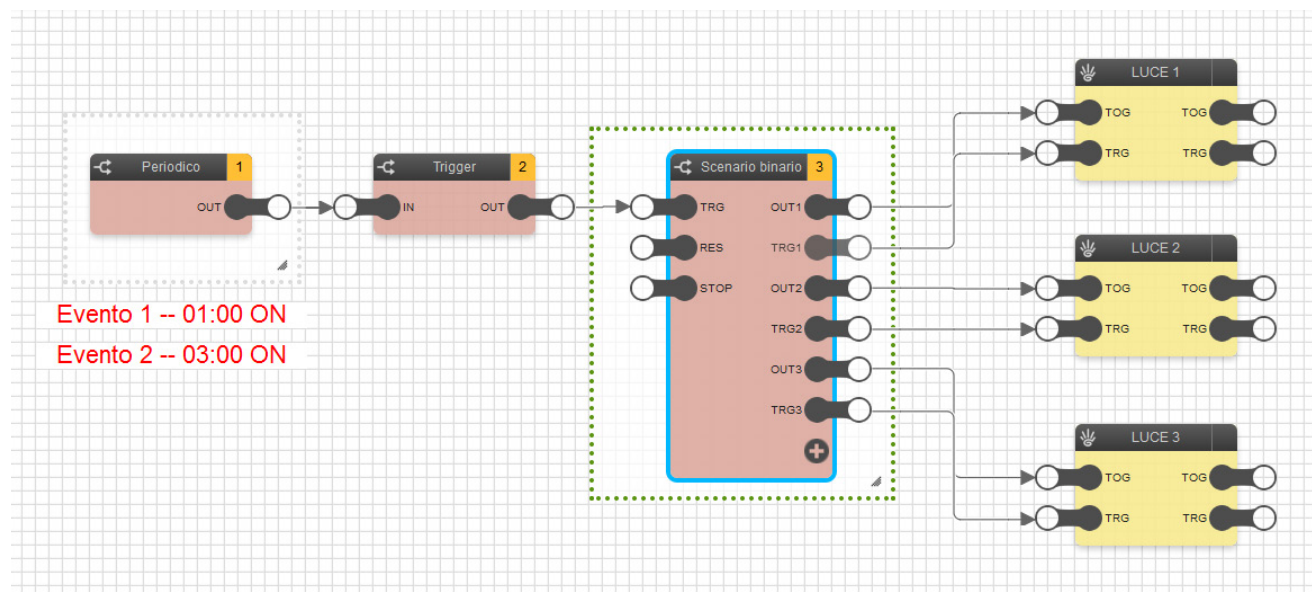 Periodico 1
OUT
Evento 1 -- 01:00 ON
Evento 2 -- 03:00 ON
Trigger 2
IN OUT
Scenario binario 3
TRG OUT1
RES TRG1
STOP OUT2
TRG2
OUT3
TRG3
LUCE 1
TOG TOG
TRG TRG
LUCE 2
TOG TOG
TRG TRG
LUCE 3
TOG TOG
TRG TRG